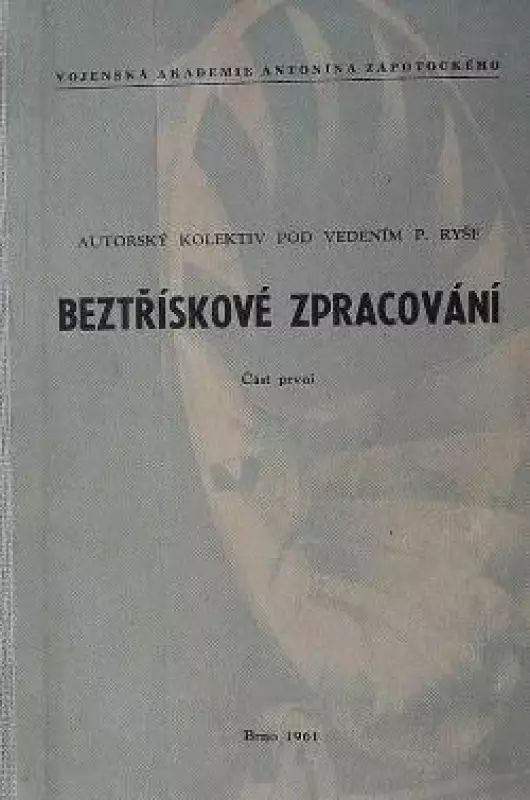 VOJENSKÁ AKADEMIE ANTONÍNA ZÁPOTOCKÉHO
AUTORSKÝ KOLEKTIV POD VEDENÍM P. RYŠE
BEZTŘÍSKOVÉ ZPRACOVÁNÍ
Část první
Brno 1961